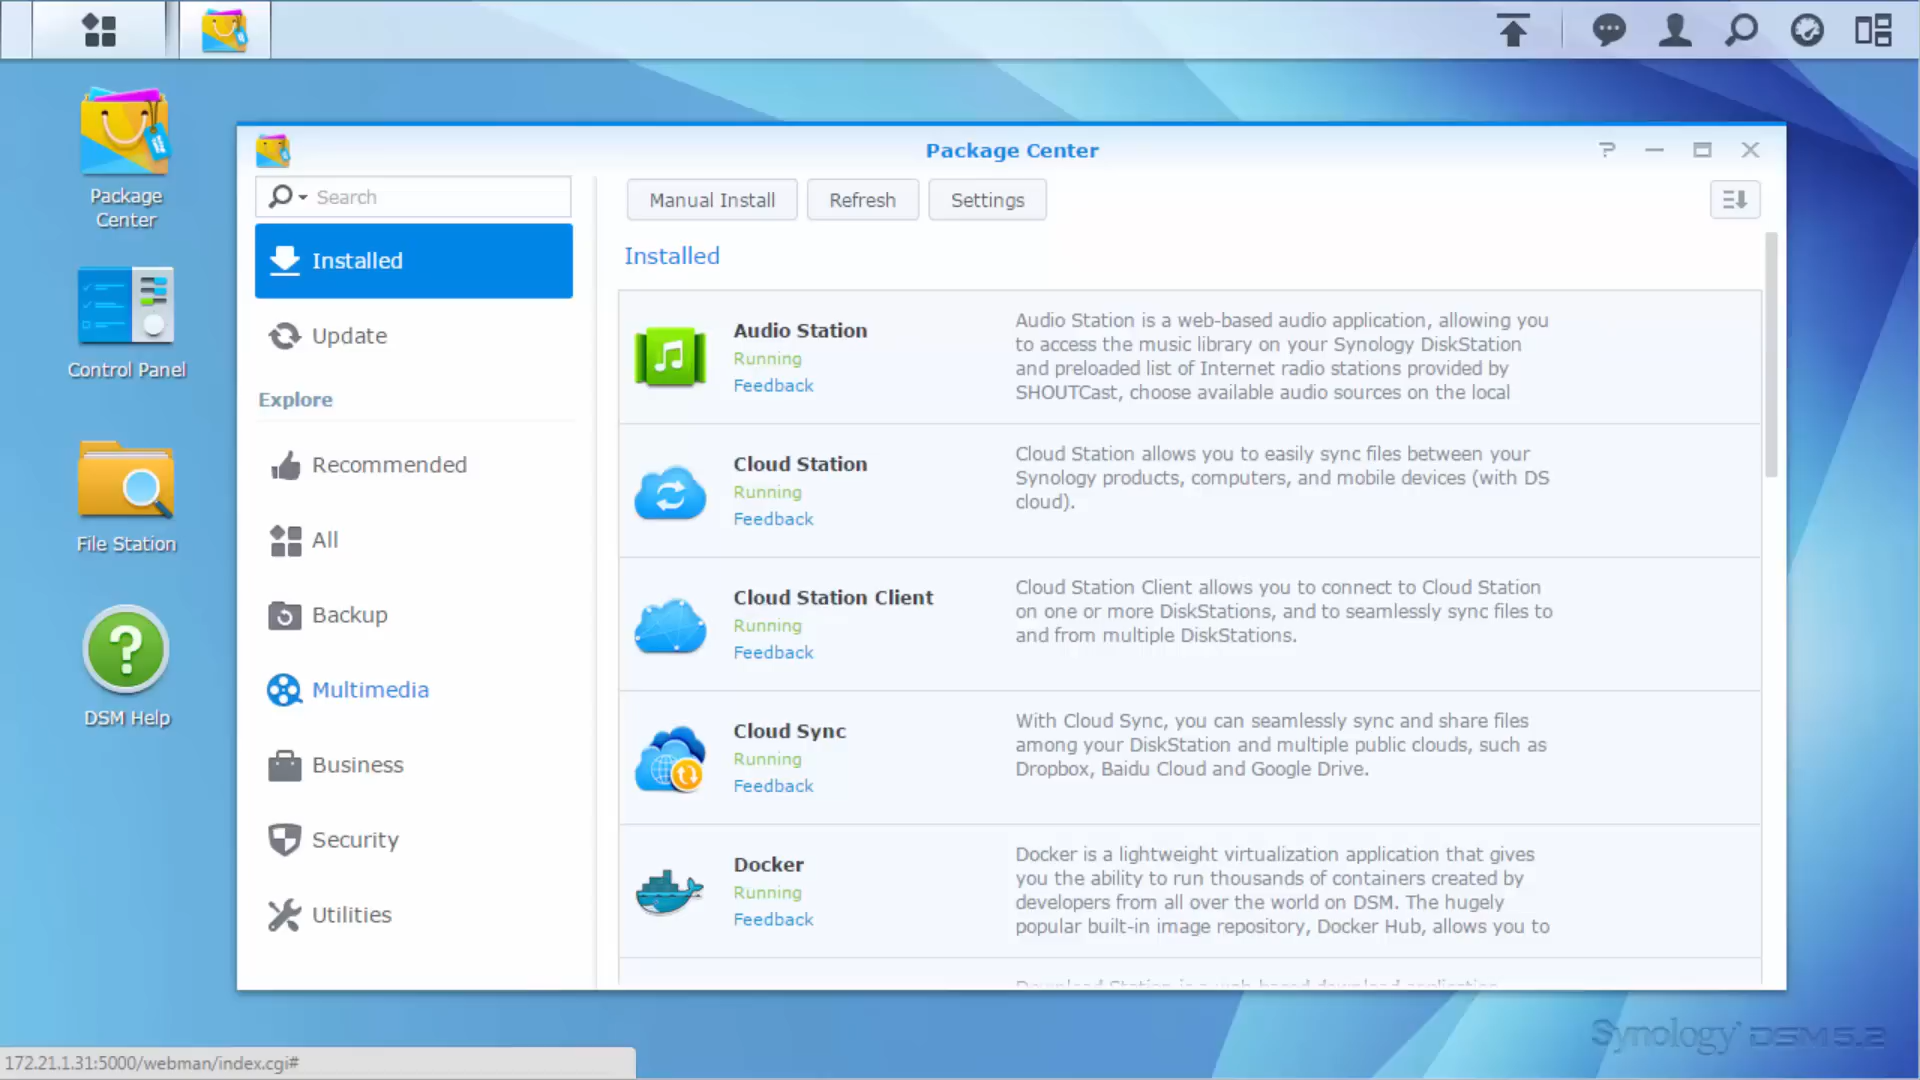 Package
Center
Control Panel
File Station
DSM Help
Package Center
Search
Installed
Update
Explore
Recommended
All
Backup
Multimedia
Business
Security
Utilities
Manual Install
Refresh
Settings
Installed
Audio Station
Running
Feedback
Audio Station is a web-based audio application, allowing you
to access the music library on your Synology DiskStation
and preloaded list of Internet radio stations provided by
SHOUTCast, choose available audio sources on the local
Cloud Station
Running
Feedback
Cloud Station allows you to easily sync files between your
Synology products, computers, and mobile devices (with DS
cloud).
Cloud Station Client
Running
Feedback
Cloud Station Client allows you to connect to Cloud Station
on one or more DiskStations, and to seamlessly sync files to
and from multiple DiskStations.
Cloud Sync
Running
Feedback
With Cloud Sync, you can seamlessly sync and share files
among your DiskStation and multiple public clouds, such as
Dropbox, Baidu Cloud and Google Drive.
Docker
Running
Feedback
Docker is a lightweight virtualization application that gives
you the ability to run thousands of containers created by
developers from all over the world on DSM. The hugely
popular built-in image repository, Docker Hub, allows you to
Download Station is a web-based download application
Synology DSM 5.2
172.21.1.31:5000/webman/index.cgi#